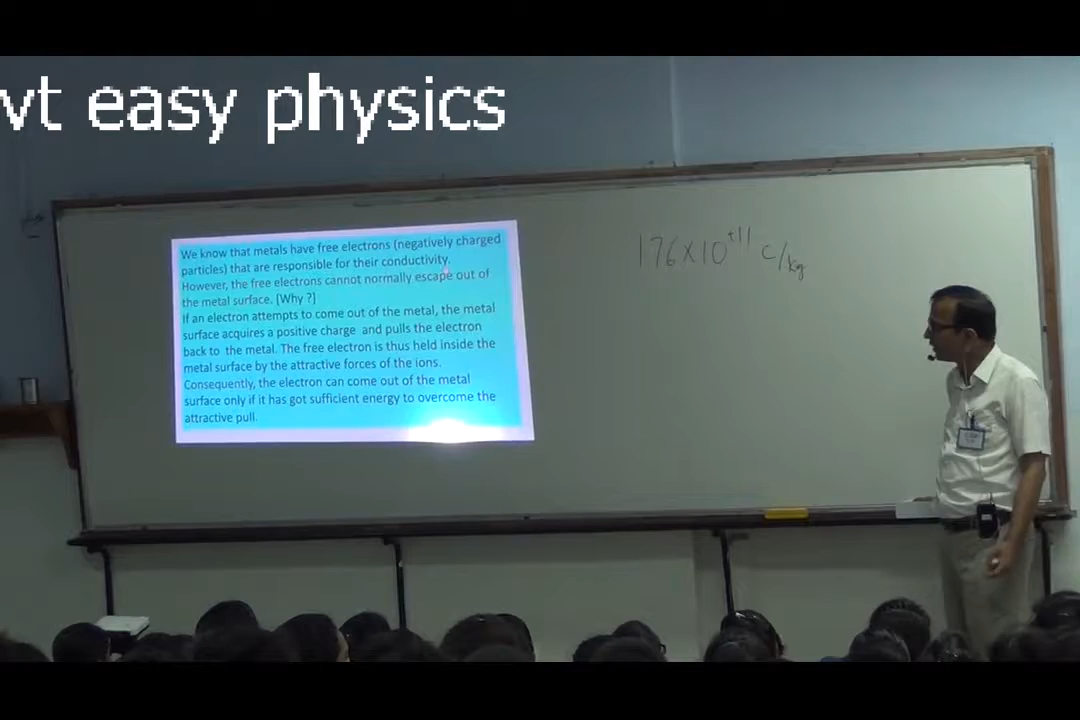 vt easy physics
We know that metals have free electrons (negatively charged
particles) that are responsible for their conductivity.
However, the free electrons cannot normally escape out of
the metal surface. [Why ?]
If an electron attempts to come out of the metal, the metal
surface acquires a positive charge and pulls the electron
back to the metal. The free electron is thus held inside the
metal surface by the attractive forces of the ions.
Consequently, the electron can come out of the metal
surface only if it has got sufficient energy to overcome the
attractive pull.
176×10⁺¹¹ c/kg